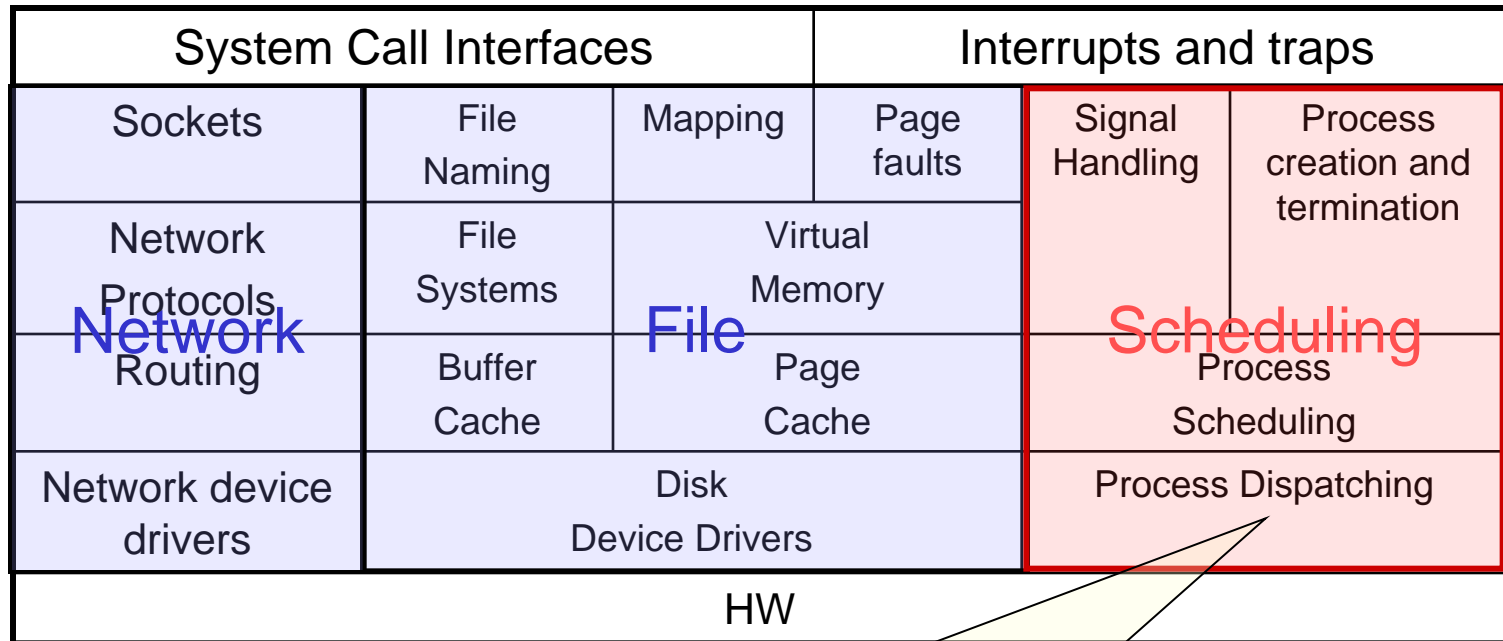 System Call Interfaces
Interrupts and traps
Sockets
File
Naming
Mapping
Page
faults
Signal
Handling
Process
creation and
termination
Network
Protocols
File
Systems
Virtual
Memory
Network
File
Scheduling
Routing
Buffer
Cache
Page
Cache
Process
Scheduling
Network device
drivers
Disk
Device Drivers
Process Dispatching
HW